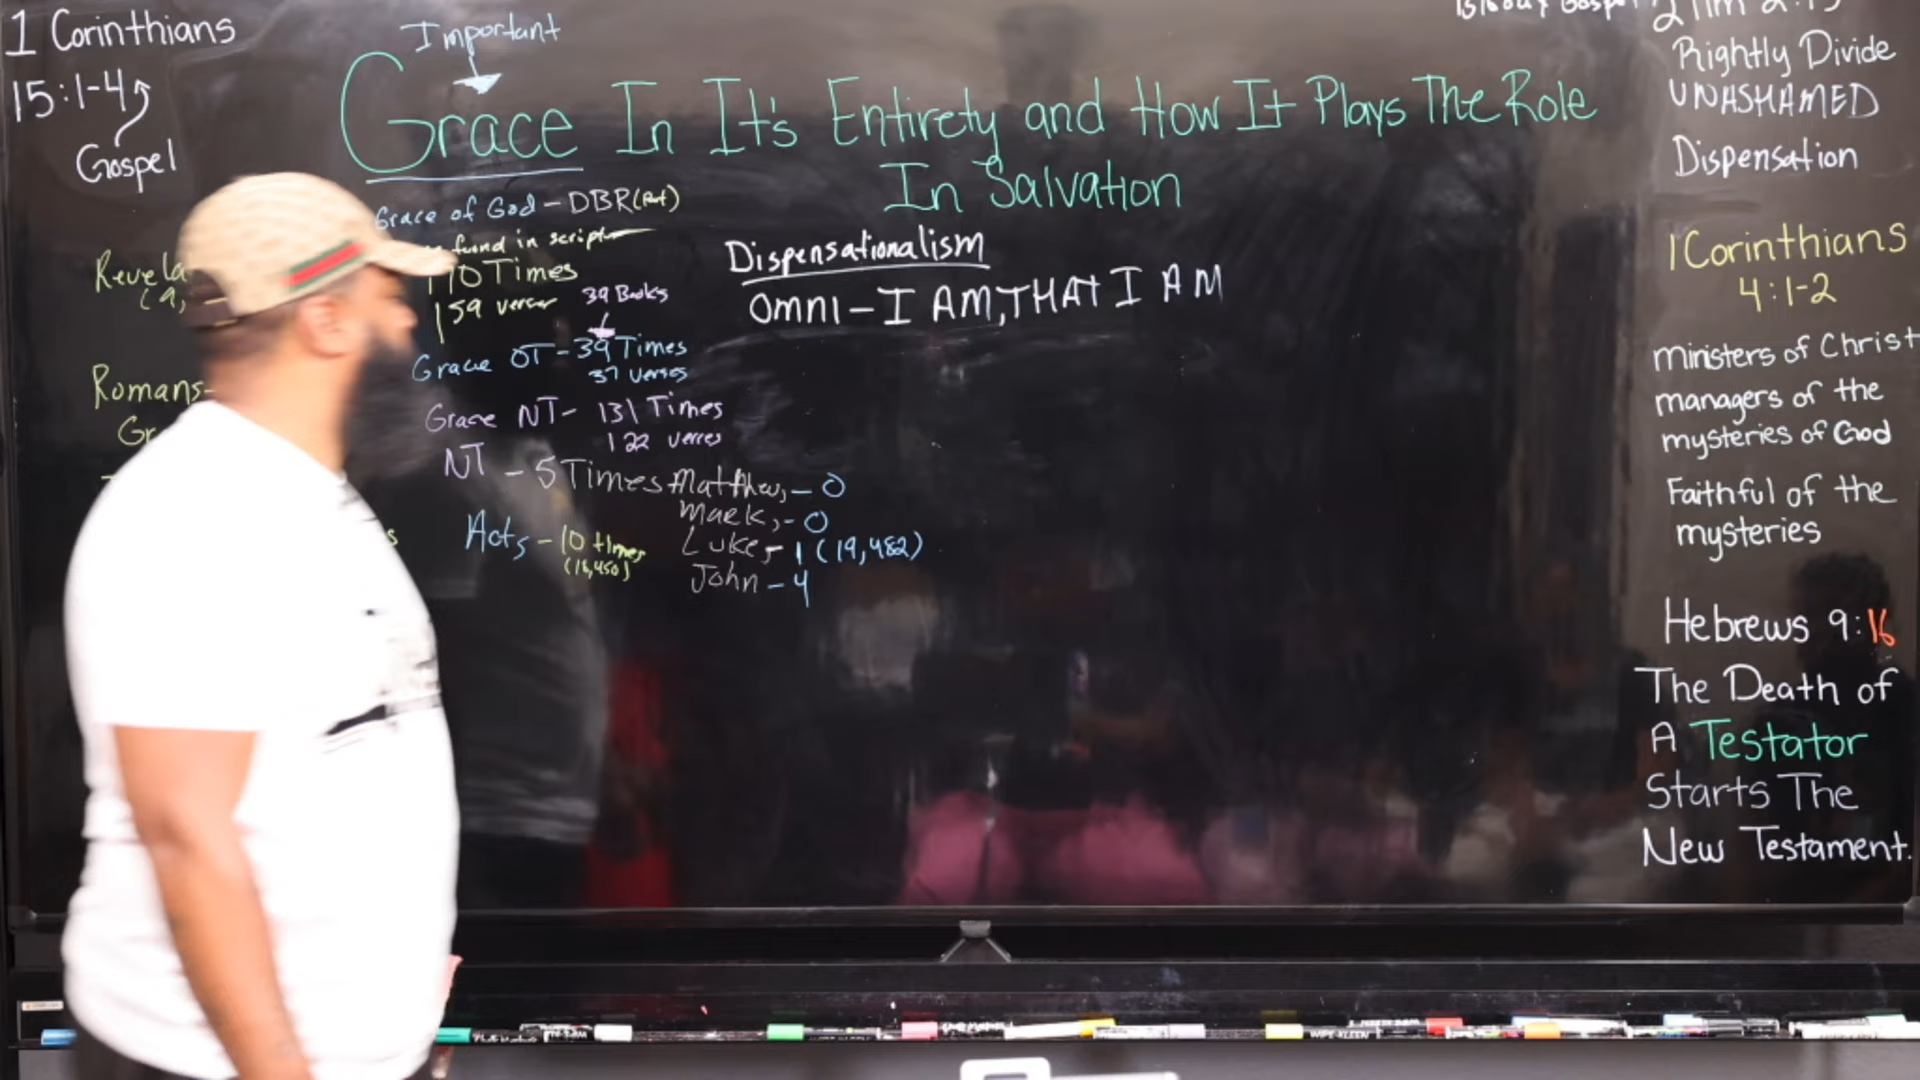 1 Corinthians
15:1-4
Gospel
Important
Grace In It's Entirety and How It Plays The Role
In Salvation
Grace of God - DBR
found in script
170 Times
159 verses
39 Books
Grace OT - 39 Times
37 verses
Grace NT - 131 Times
122 verses
NT - 5 Times Matthew, - 0
Mark, - 0
Luke, - 1 (19,482)
John - 4
Acts - 10 times
(18,450)
Romans-
Dispensationalism
OMNI - I AM, THAT I AM
2 Tim 2:15
Rightly Divide
UNASHAMED
Dispensation
1 Corinthians
4:1-2
Ministers of Christ
managers of the
mysteries of God
Faithful of the
mysteries
Hebrews 9:16
The Death of
A Testator
Starts The
New Testament.